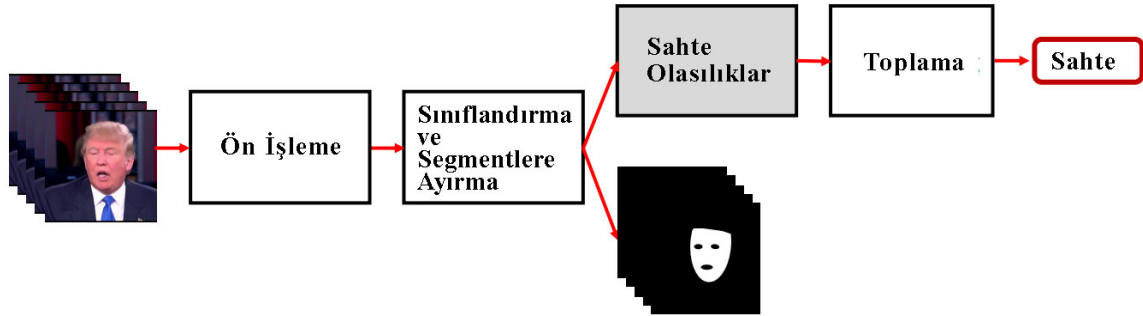 Ön İşleme
Sınıflandırma
ve
Segmentlere
Ayırma
Sahte
Olasılıklar
Toplama
Sahte